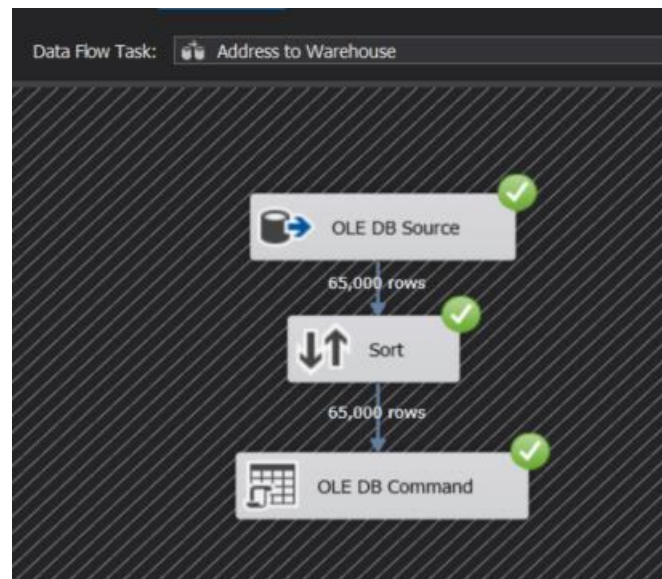 Data Flow Task: Address to Warehouse
OLE DB Source
65,000 rows
Sort
65,000 rows
OLE DB Command